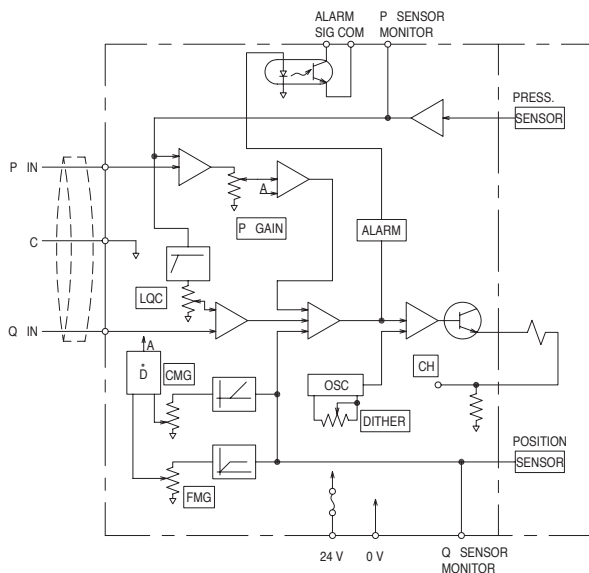 ALARM
SIG COM
P SENSOR
MONITOR
PRESS.
SENSOR
P IN
A
P GAIN
ALARM
C
LQC
Q IN
A
*
D
CMG
OSC
CH
DITHER
FMG
POSITION
SENSOR
24 V
0 V
Q SENSOR
MONITOR